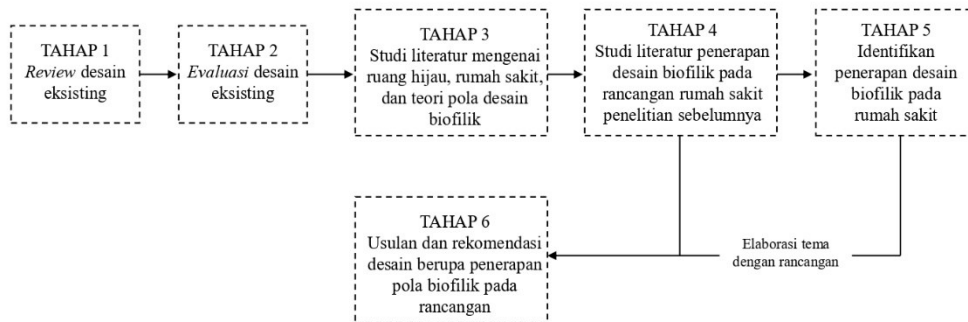 TAHAP 1
Review desain
eksisting
TAHAP 2
Evaluasi desain
eksisting
TAHAP 3
Studi literatur mengenai
ruang hijau, rumah sakit,
dan teori pola desain
biofilik
TAHAP 4
Studi literatur penerapan
desain biofilik pada
rancangan rumah sakit
penelitian sebelumnya
TAHAP 5
Identifikan
penerapan desain
biofilik pada
rumah sakit
TAHAP 6
Usulan dan rekomendasi
desain berupa penerapan
pola biofilik pada
rancangan
Elaborasi tema
dengan rancangan